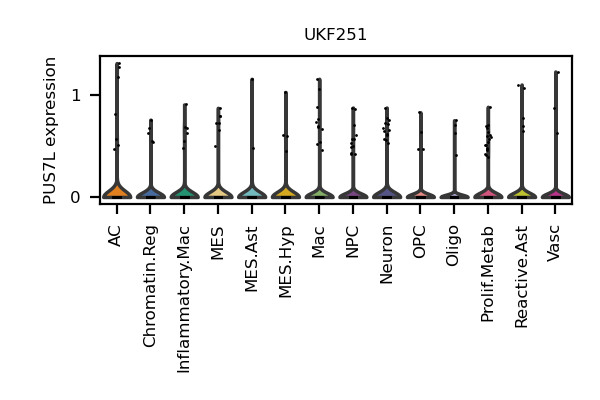 UKF251
PUS7L expression
1
0
AC
Chromatin.Reg
Inflammatory.Mac
MES
MES.Ast
MES.Hyp
Mac
NPC
Neuron
OPC
Oligo
Prolif.Metab
Reactive.Ast
Vasc